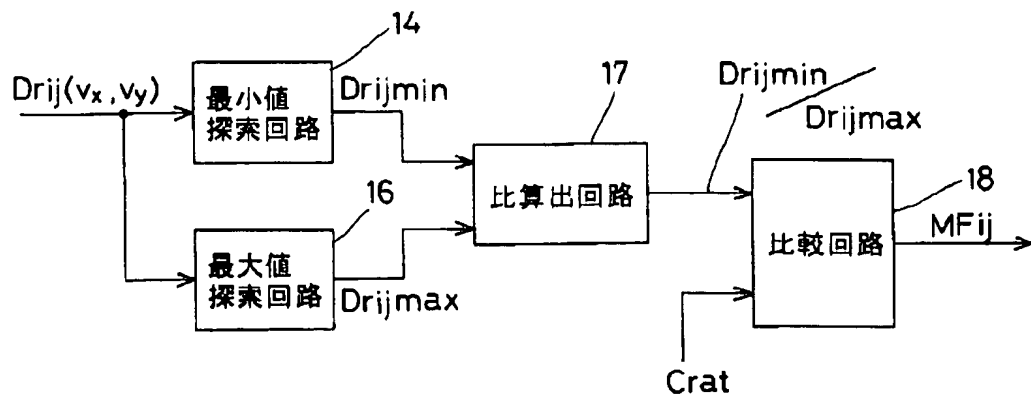 14
Drij(vx,vy)
最小値
探索回路
Drijmin
17
Drijmin
Drijmax
比算出回路
16
最大値
探索回路
Drijmax
18
比較回路
MFij
Crat